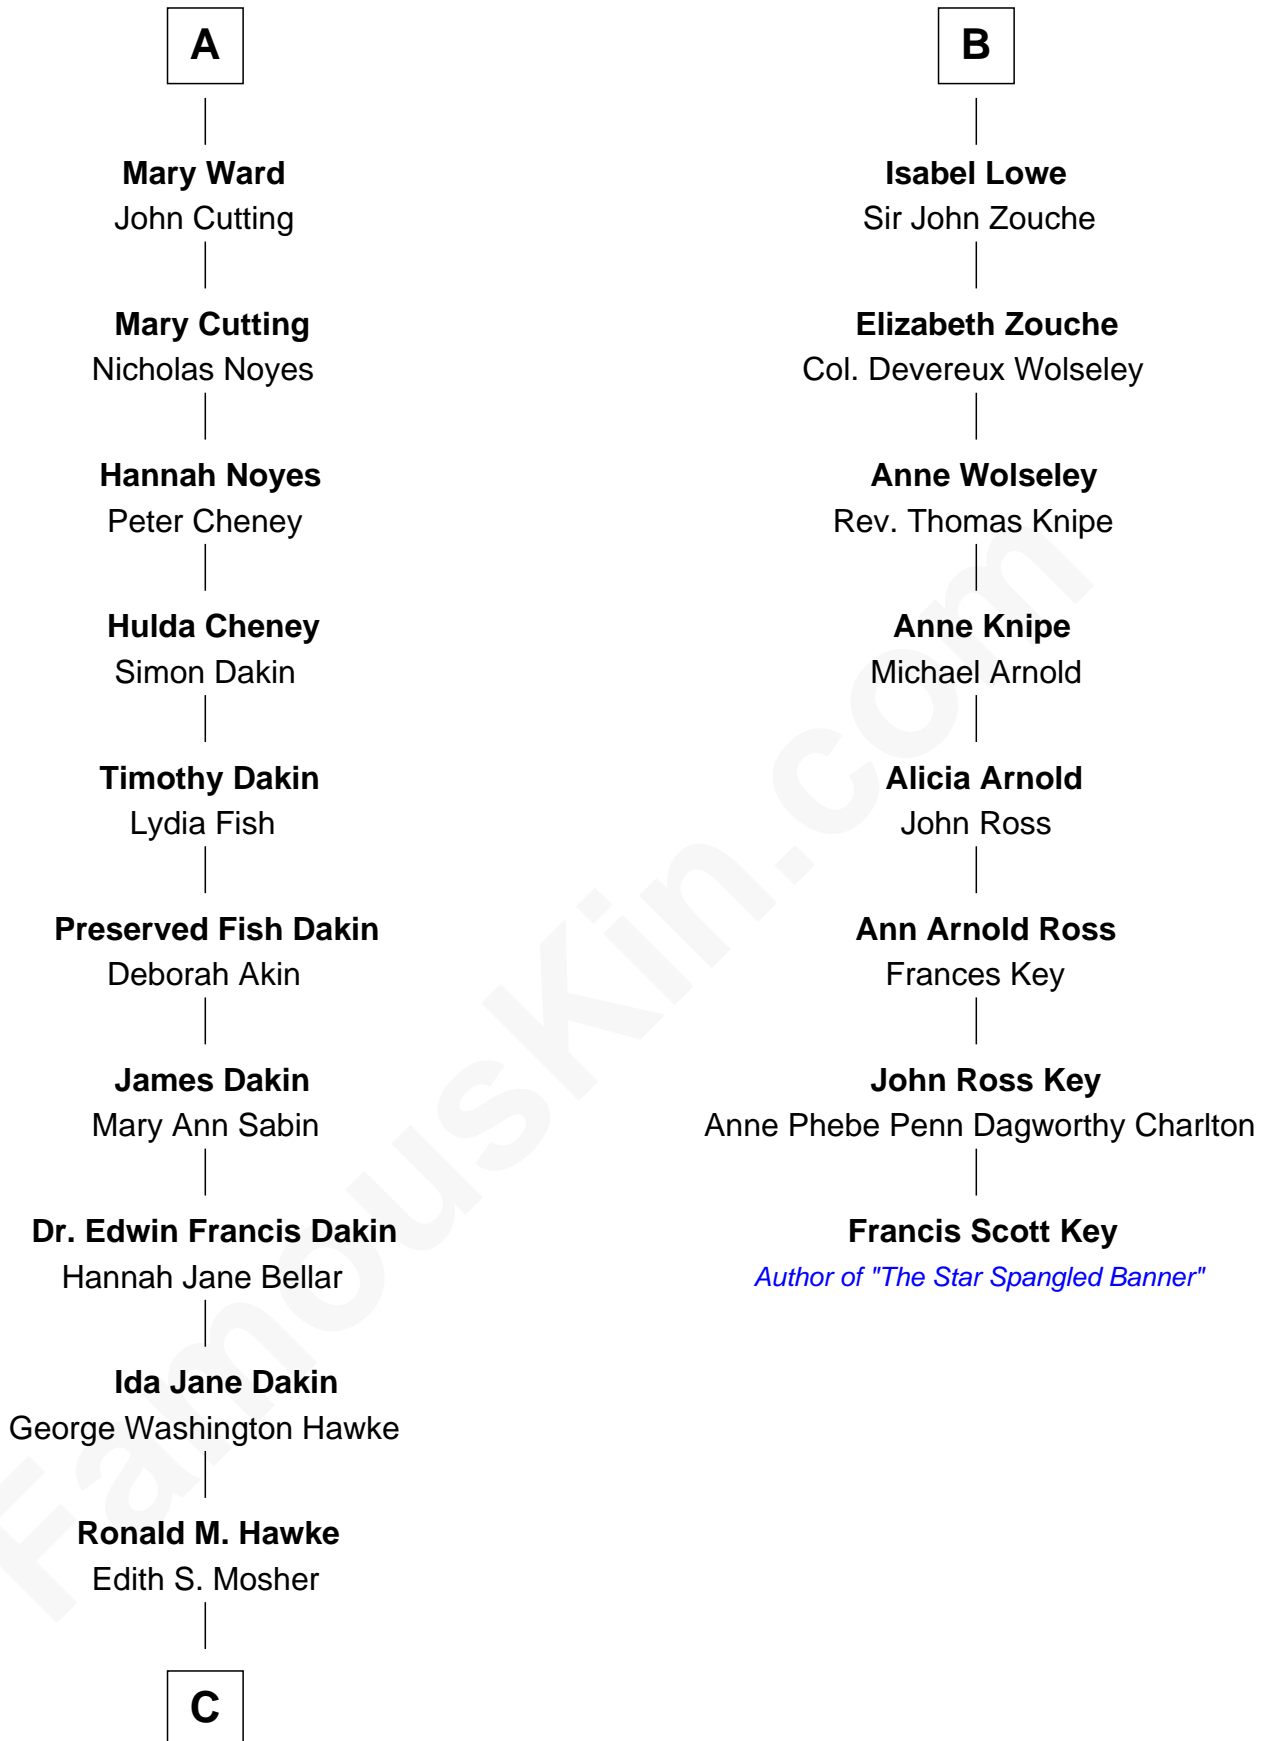 A
Mary Ward
John Cutting
Mary Cutting
Nicholas Noyes
Hannah Noyes
Peter Cheney
Hulda Cheney
Simon Dakin
Timothy Dakin
Lydia Fish
Preserved Fish Dakin
Deborah Akin
James Dakin
Mary Ann Sabin
Dr. Edwin Francis Dakin
Hannah Jane Bellar
Ida Jane Dakin
George Washington Hawke
Ronald M. Hawke
Edith S. Mosher
C
B
Isabel Lowe
Sir John Zouche
Elizabeth Zouche
Col. Devereux Wolseley
Anne Wolseley
Rev. Thomas Knipe
Anne Knipe
Michael Arnold
Alicia Arnold
John Ross
Ann Arnold Ross
Frances Key
John Ross Key
Anne Phebe Penn Dagworthy Charlton
Francis Scott Key
Author of "The Star Spangled Banner"
FamousKin.com